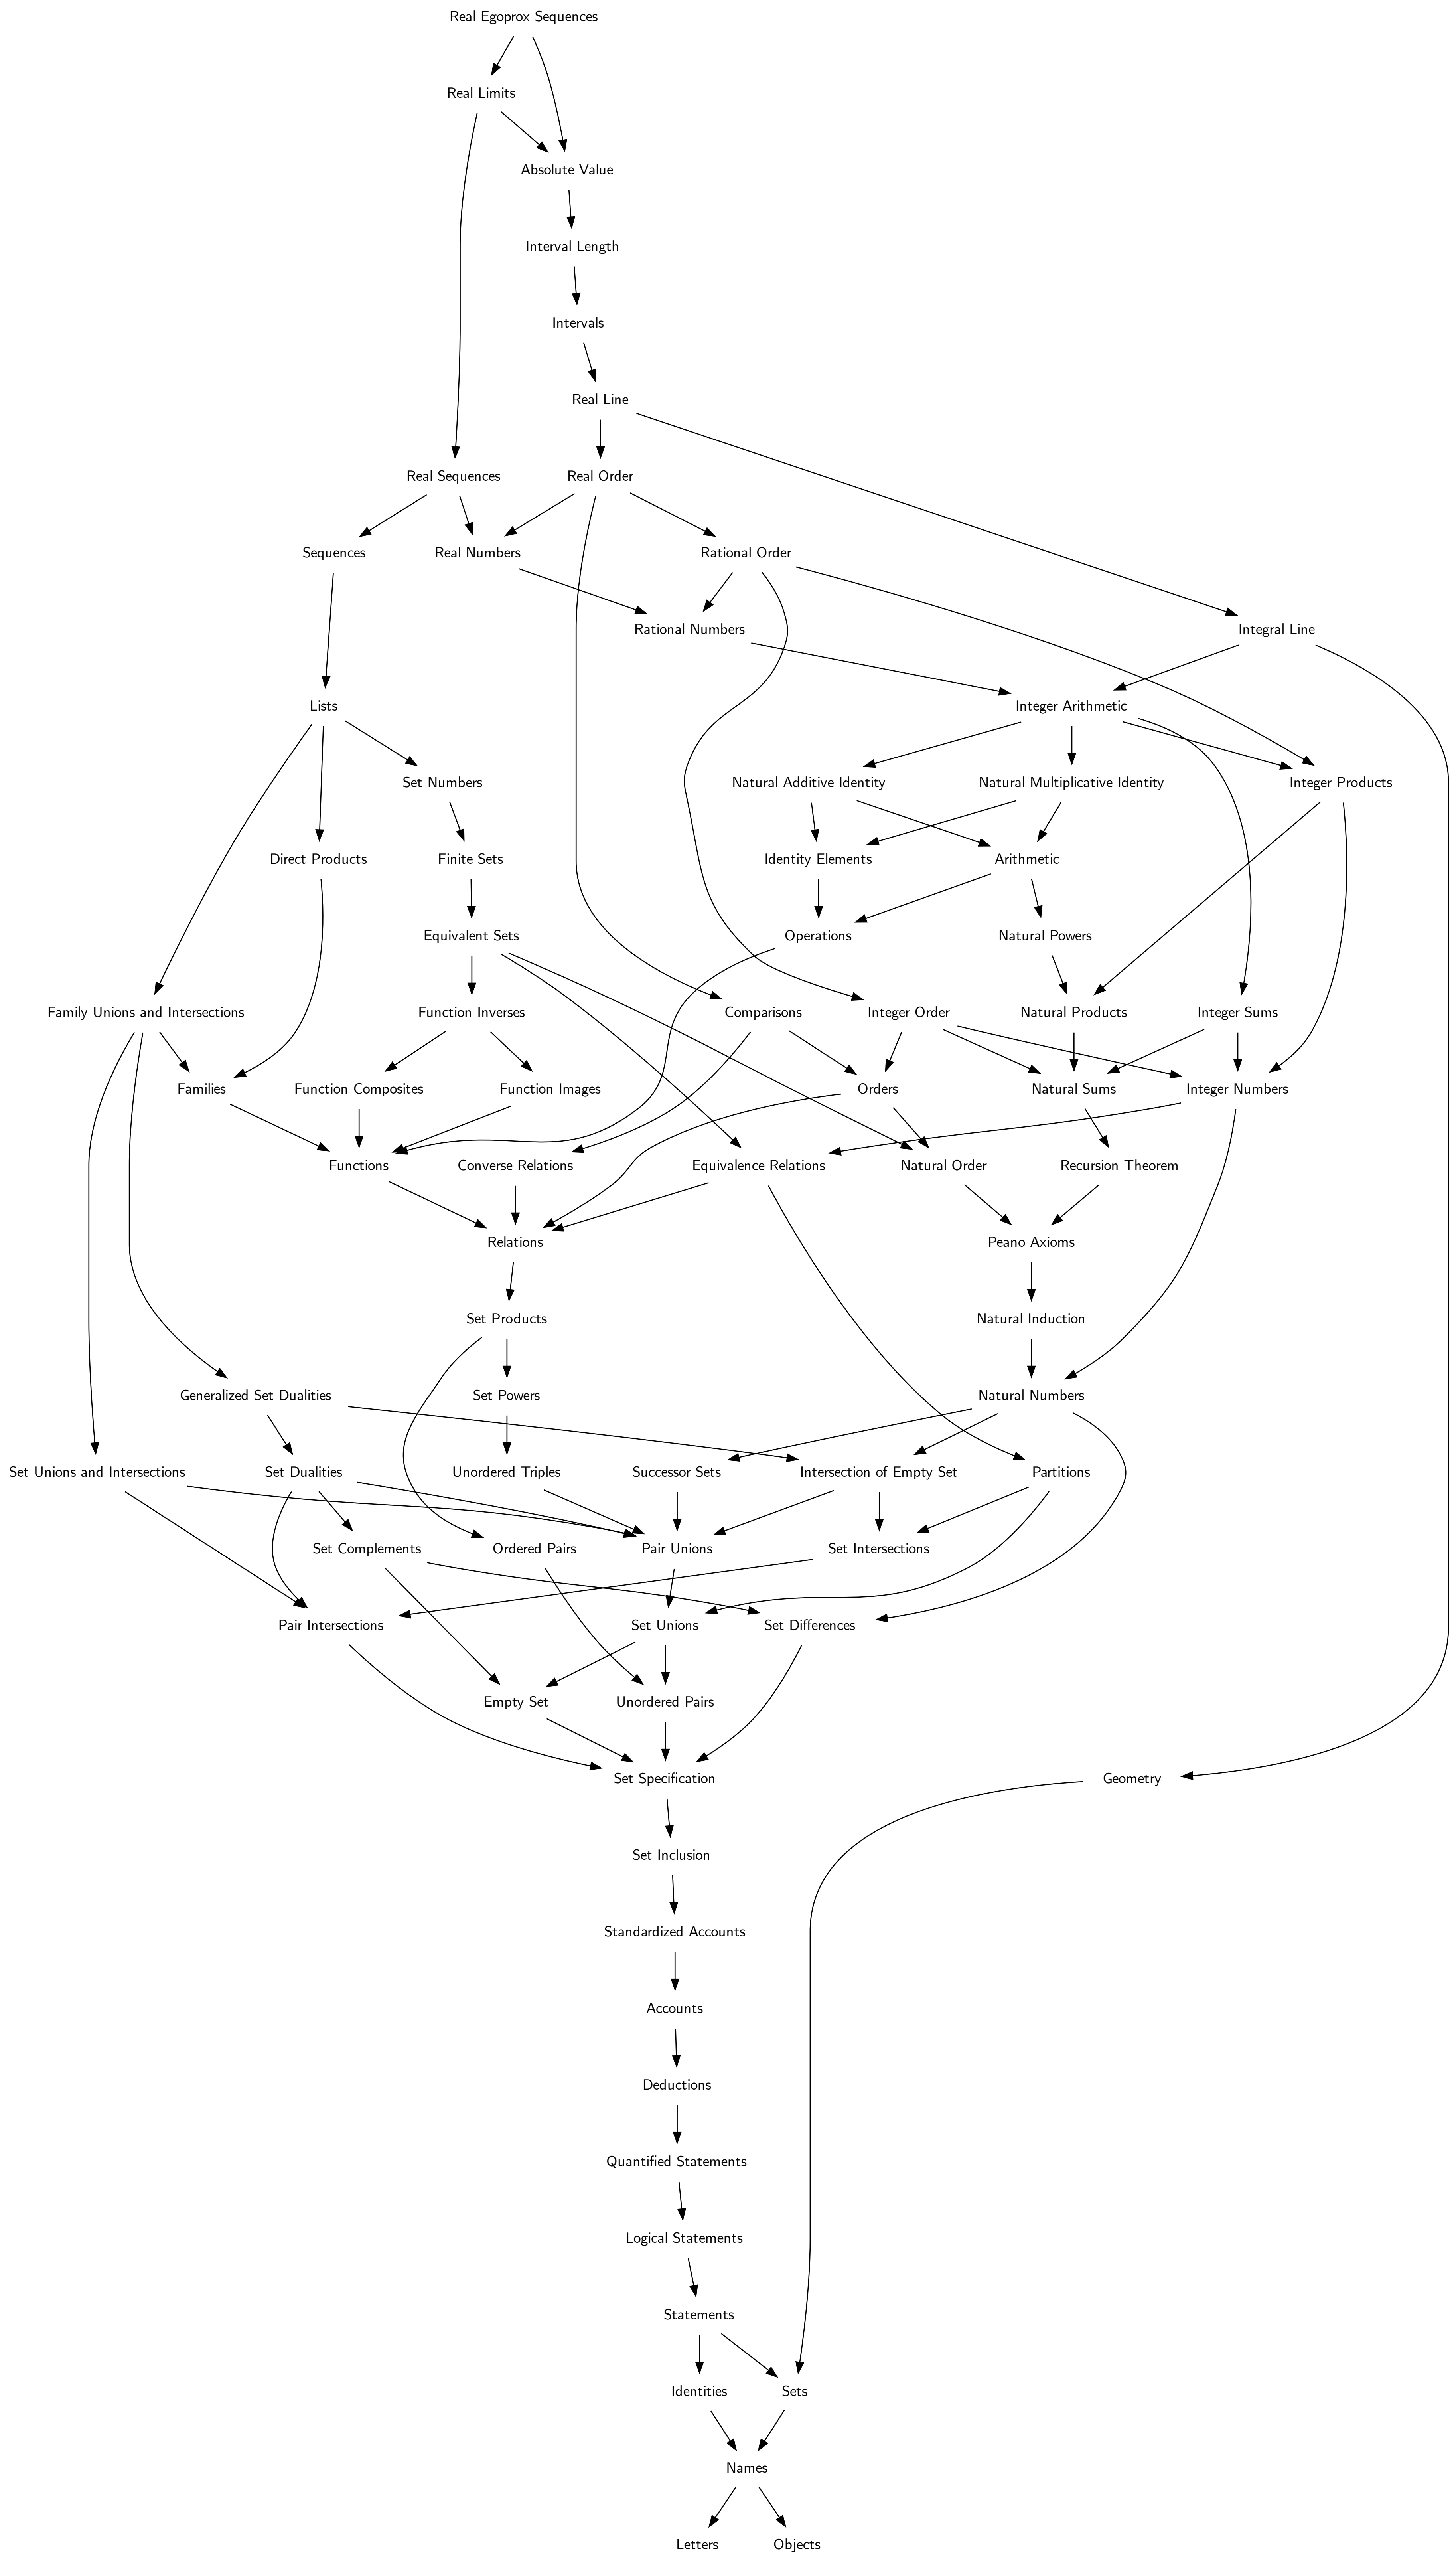 Real Egoprox Sequences
Real Limits
Absolute Value
Interval Length
Intervals
Real Line
Real Sequences
Real Order
Sequences
Real Numbers
Rational Order
Rational Numbers
Integral Line
Lists
Integer Arithmetic
Set Numbers
Natural Additive Identity
Natural Multiplicative Identity
Integer Products
Direct Products
Finite Sets
Identity Elements
Arithmetic
Equivalent Sets
Operations
Natural Powers
Family Unions and Intersections
Function Inverses
Comparisons
Integer Order
Natural Products
Integer Sums
Families
Function Composites
Function Images
Orders
Natural Sums
Integer Numbers
Functions
Converse Relations
Equivalence Relations
Natural Order
Recursion Theorem
Relations
Peano Axioms
Set Products
Natural Induction
Generalized Set Dualities
Set Powers
Natural Numbers
Set Unions and Intersections
Set Dualities
Unordered Triples
Successor Sets
Intersection of Empty Set
Partitions
Set Complements
Ordered Pairs
Pair Unions
Set Intersections
Pair Intersections
Set Unions
Set Differences
Empty Set
Unordered Pairs
Set Specification
Geometry
Set Inclusion
Standardized Accounts
Accounts
Deductions
Quantified Statements
Logical Statements
Statements
Identities
Sets
Names
Letters
Objects